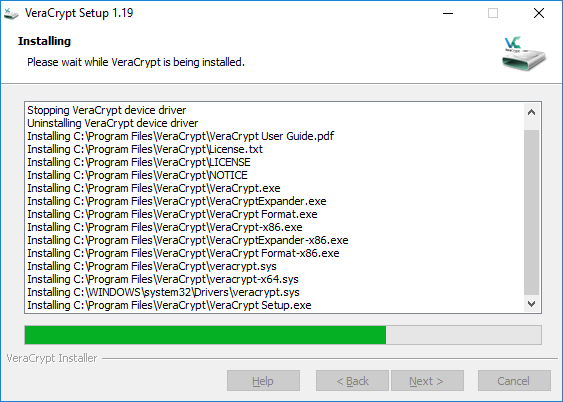 VeraCrypt Setup 1.19
Installing
Please wait while VeraCrypt is being installed.
VC
Stopping VeraCrypt device driver
Uninstalling VeraCrypt device driver
Installing C:\Program Files\VeraCrypt\VeraCrypt User Guide.pdf
Installing C:\Program Files\VeraCrypt\License.txt
Installing C:\Program Files\VeraCrypt\LICENSE
Installing C:\Program Files\VeraCrypt\NOTICE
Installing C:\Program Files\VeraCrypt\VeraCrypt.exe
Installing C:\Program Files\VeraCrypt\VeraCryptExpander.exe
Installing C:\Program Files\VeraCrypt\VeraCrypt Format.exe
Installing C:\Program Files\VeraCrypt\VeraCrypt-x86.exe
Installing C:\Program Files\VeraCrypt\VeraCryptExpander-x86.exe
Installing C:\Program Files\VeraCrypt\VeraCrypt Format-x86.exe
Installing C:\Program Files\VeraCrypt\veracrypt.sys
Installing C:\Program Files\VeraCrypt\veracrypt-x64.sys
Installing C:\WINDOWS\system32\Drivers\veracrypt.sys
Installing C:\Program Files\VeraCrypt\VeraCrypt Setup.exe
VeraCrypt Installer
Help
< Back
Next >
Cancel